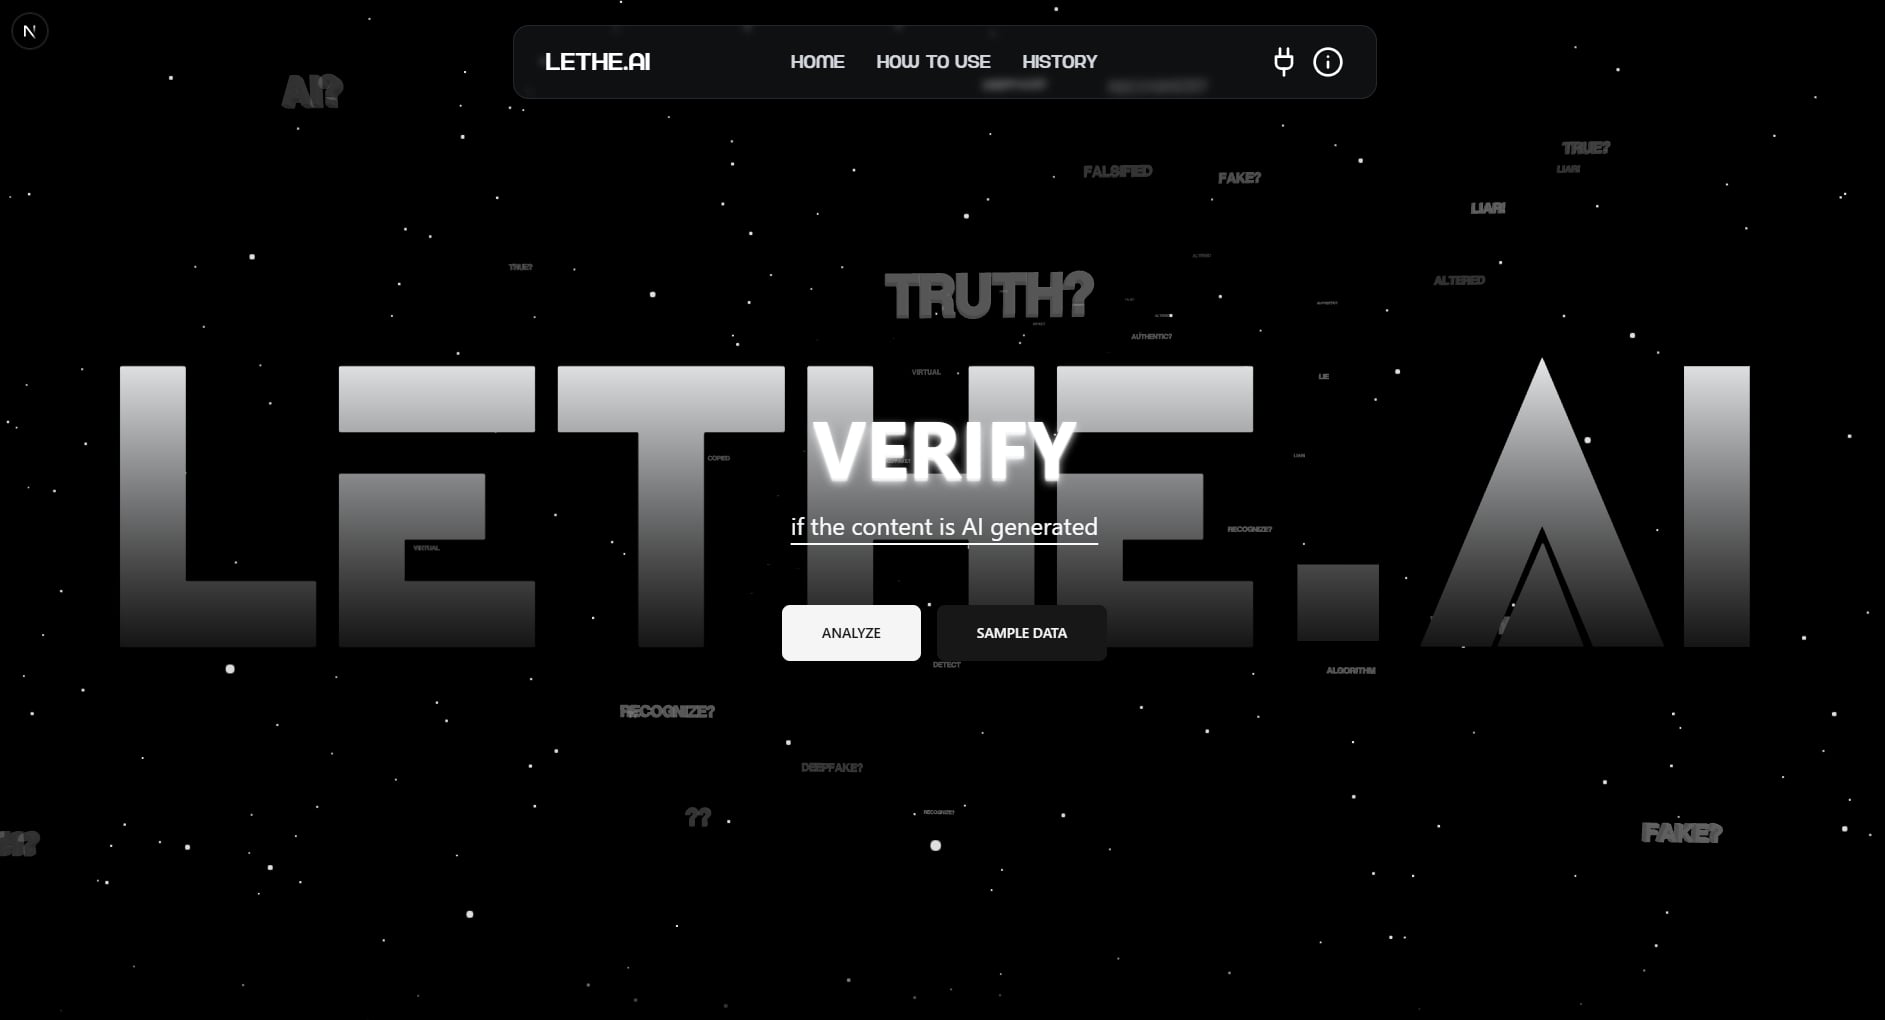 N
LETHE.AI
HOME
HOW TO USE
HISTORY
AI?
TRUE?
LIAR!
FALSIFIED
FAKE?
LIAR!
TRUE?
TRUTH?
ALTERED
AUTHENTIC?
VIRTUAL
LIE
LETHE.AI
VERIFY
COPIED
if the content is AI generated
RECOGNIZE?
VIRTUAL
ANALYZE
SAMPLE DATA
DETECT
ALGORITHM
RECOGNIZE?
DEEPFAKE?
RECOGNIZE?
??
FAKE?